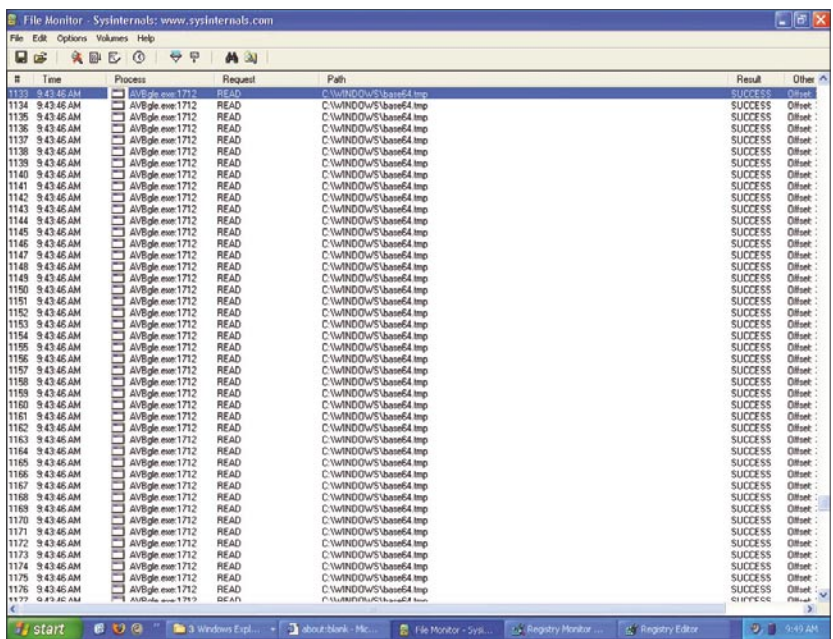 File Monitor - Sysinternals: www.sysinternals.com
File Edit Options Volumes Help
# Time Process Request Path Result Other
1133 9:43:46 AM AVBgle.exe:1712 READ C:\WINDOWS\base64.tmp SUCCESS Offset:
1134 9:43:46 AM AVBgle.exe:1712 READ C:\WINDOWS\base64.tmp SUCCESS Offset:
1135 9:43:46 AM AVBgle.exe:1712 READ C:\WINDOWS\base64.tmp SUCCESS Offset:
1136 9:43:46 AM AVBgle.exe:1712 READ C:\WINDOWS\base64.tmp SUCCESS Offset:
1137 9:43:46 AM AVBgle.exe:1712 READ C:\WINDOWS\base64.tmp SUCCESS Offset:
1138 9:43:46 AM AVBgle.exe:1712 READ C:\WINDOWS\base64.tmp SUCCESS Offset:
1139 9:43:46 AM AVBgle.exe:1712 READ C:\WINDOWS\base64.tmp SUCCESS Offset:
1140 9:43:46 AM AVBgle.exe:1712 READ C:\WINDOWS\base64.tmp SUCCESS Offset:
1141 9:43:46 AM AVBgle.exe:1712 READ C:\WINDOWS\base64.tmp SUCCESS Offset:
1142 9:43:46 AM AVBgle.exe:1712 READ C:\WINDOWS\base64.tmp SUCCESS Offset:
1143 9:43:46 AM AVBgle.exe:1712 READ C:\WINDOWS\base64.tmp SUCCESS Offset:
1144 9:43:46 AM AVBgle.exe:1712 READ C:\WINDOWS\base64.tmp SUCCESS Offset:
1145 9:43:46 AM AVBgle.exe:1712 READ C:\WINDOWS\base64.tmp SUCCESS Offset:
1146 9:43:46 AM AVBgle.exe:1712 READ C:\WINDOWS\base64.tmp SUCCESS Offset:
1147 9:43:46 AM AVBgle.exe:1712 READ C:\WINDOWS\base64.tmp SUCCESS Offset:
1148 9:43:46 AM AVBgle.exe:1712 READ C:\WINDOWS\base64.tmp SUCCESS Offset:
1149 9:43:46 AM AVBgle.exe:1712 READ C:\WINDOWS\base64.tmp SUCCESS Offset:
1150 9:43:46 AM AVBgle.exe:1712 READ C:\WINDOWS\base64.tmp SUCCESS Offset:
1151 9:43:46 AM AVBgle.exe:1712 READ C:\WINDOWS\base64.tmp SUCCESS Offset:
1152 9:43:46 AM AVBgle.exe:1712 READ C:\WINDOWS\base64.tmp SUCCESS Offset:
1153 9:43:46 AM AVBgle.exe:1712 READ C:\WINDOWS\base64.tmp SUCCESS Offset:
1154 9:43:46 AM AVBgle.exe:1712 READ C:\WINDOWS\base64.tmp SUCCESS Offset:
1155 9:43:46 AM AVBgle.exe:1712 READ C:\WINDOWS\base64.tmp SUCCESS Offset:
1156 9:43:46 AM AVBgle.exe:1712 READ C:\WINDOWS\base64.tmp SUCCESS Offset:
1157 9:43:46 AM AVBgle.exe:1712 READ C:\WINDOWS\base64.tmp SUCCESS Offset:
1158 9:43:46 AM AVBgle.exe:1712 READ C:\WINDOWS\base64.tmp SUCCESS Offset:
1159 9:43:46 AM AVBgle.exe:1712 READ C:\WINDOWS\base64.tmp SUCCESS Offset:
1160 9:43:46 AM AVBgle.exe:1712 READ C:\WINDOWS\base64.tmp SUCCESS Offset:
1161 9:43:46 AM AVBgle.exe:1712 READ C:\WINDOWS\base64.tmp SUCCESS Offset:
1162 9:43:46 AM AVBgle.exe:1712 READ C:\WINDOWS\base64.tmp SUCCESS Offset:
1163 9:43:46 AM AVBgle.exe:1712 READ C:\WINDOWS\base64.tmp SUCCESS Offset:
1164 9:43:46 AM AVBgle.exe:1712 READ C:\WINDOWS\base64.tmp SUCCESS Offset:
1165 9:43:46 AM AVBgle.exe:1712 READ C:\WINDOWS\base64.tmp SUCCESS Offset:
1166 9:43:46 AM AVBgle.exe:1712 READ C:\WINDOWS\base64.tmp SUCCESS Offset:
1167 9:43:46 AM AVBgle.exe:1712 READ C:\WINDOWS\base64.tmp SUCCESS Offset:
1168 9:43:46 AM AVBgle.exe:1712 READ C:\WINDOWS\base64.tmp SUCCESS Offset:
1169 9:43:46 AM AVBgle.exe:1712 READ C:\WINDOWS\base64.tmp SUCCESS Offset:
1170 9:43:46 AM AVBgle.exe:1712 READ C:\WINDOWS\base64.tmp SUCCESS Offset:
1171 9:43:46 AM AVBgle.exe:1712 READ C:\WINDOWS\base64.tmp SUCCESS Offset:
1172 9:43:46 AM AVBgle.exe:1712 READ C:\WINDOWS\base64.tmp SUCCESS Offset:
1173 9:43:46 AM AVBgle.exe:1712 READ C:\WINDOWS\base64.tmp SUCCESS Offset:
1174 9:43:46 AM AVBgle.exe:1712 READ C:\WINDOWS\base64.tmp SUCCESS Offset:
1175 9:43:46 AM AVBgle.exe:1712 READ C:\WINDOWS\base64.tmp SUCCESS Offset:
1176 9:43:46 AM AVBgle.exe:1712 READ C:\WINDOWS\base64.tmp SUCCESS Offset:
1177 9:43:46 AM AVBgle.exe:1712 READ C:\WINDOWS\base64.tmp SUCCESS Offset:
start 3 Windows Expl... about:blank - Mic... File Monitor - Sysi... Registry Monitor ... Registry Editor 9:49 AM